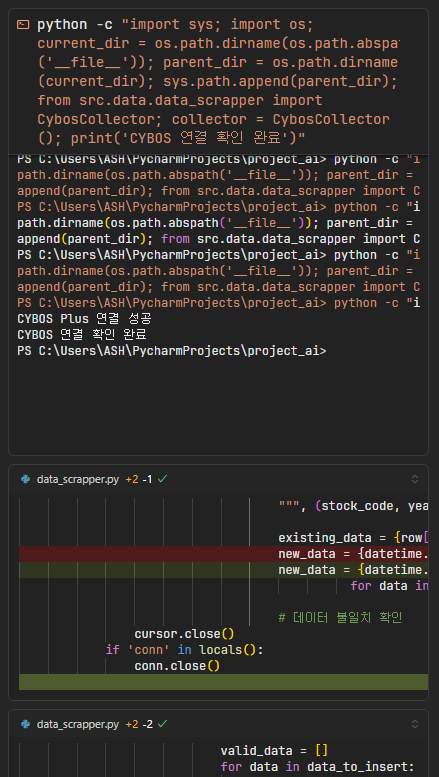 python -c "import sys; import os;
current_dir = os.path.dirname(os.path.abspa
('__file__')); parent_dir = os.path.dirname
(current_dir); sys.path.append(parent_dir);
from src.data.data_scrapper import
CybosCollector; collector = CybosCollector
(); print('CYBOS 연결 확인 완료')"
PS C:\Users\ASH\PycharmProjects\project_ai> python -c "i
path.dirname(os.path.abspath('__file__')); parent_dir =
append(parent_dir); from src.data.data_scrapper import C
PS C:\Users\ASH\PycharmProjects\project_ai> python -c "i
path.dirname(os.path.abspath('__file__')); parent_dir =
append(parent_dir); from src.data.data_scrapper import C
PS C:\Users\ASH\PycharmProjects\project_ai> python -c "i
path.dirname(os.path.abspath('__file__')); parent_dir =
append(parent_dir); from src.data.data_scrapper import C
PS C:\Users\ASH\PycharmProjects\project_ai> python -c "i
CYBOS Plus 연결 성공
CYBOS 연결 확인 완료
PS C:\Users\ASH\PycharmProjects\project_ai>
data_scrapper.py +2 -1
""", (stock_code, yea
existing_data = {row[
new_data = {datetime.
new_data = {datetime.
for data in
# 데이터 불일치 확인
cursor.close()
if 'conn' in locals():
conn.close()
data_scrapper.py +2 -2
valid_data = []
for data in data_to_insert: